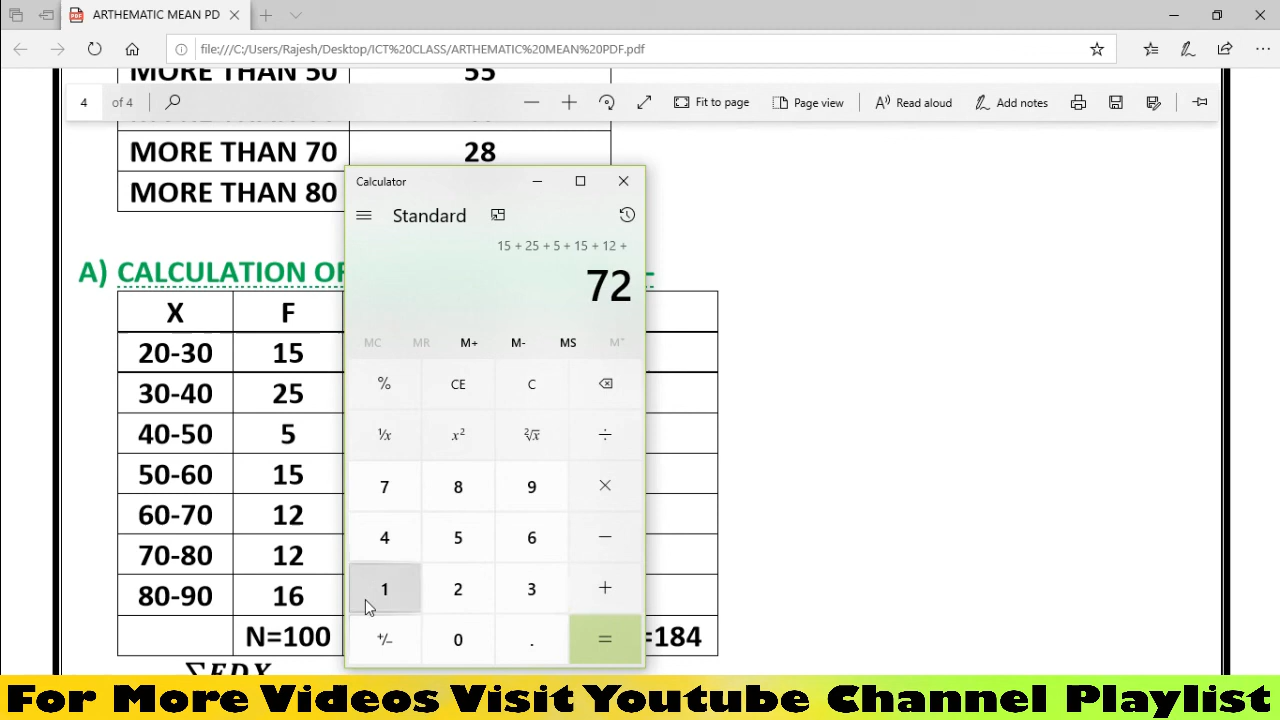 ARTHEMATIC MEAN PD
file:///C:/Users/Rajesh/Desktop/ICT%20CLASS/ARTHEMATIC%20MEAN%20PDF.pdf
MORE THAN 50 55
4 of 4 Fit to page Page view Read aloud Add notes
MORE THAN 70 28
MORE THAN 80
Calculator
Standard
15 + 25 + 5 + 15 + 12 +
72
A) CALCULATION OF
X F
20-30 15
30-40 25
40-50 5
50-60 15
60-70 12
70-80 12
80-90 16
N=100 =184
∑FDX
MC MR M+ M- MS M˅
% CE C
⅟x x² ²√x ÷
7 8 9 ×
4 5 6 −
1 2 3 +
+/− 0 . =
For More Videos Visit Youtube Channel Playlist